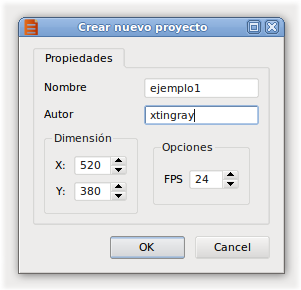 Crear nuevo proyecto
Propiedades
Nombre ejemplo1
Autor xtingray
Dimensión
X: 520
Y: 380
Opciones
FPS 24
OK Cancel